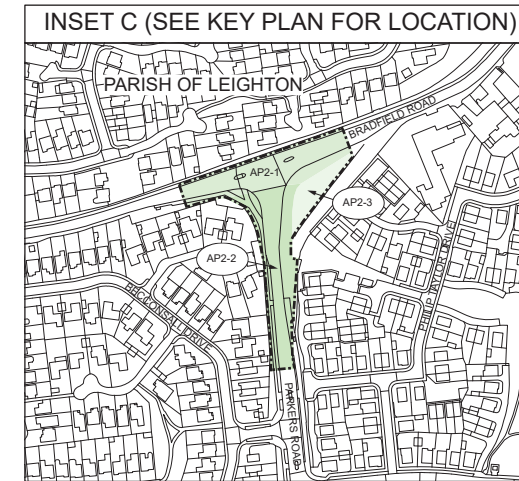 INSET C (SEE KEY PLAN FOR LOCATION)
PARISH OF LEIGHTON
BRADFIELD ROAD
AP2-1
AP2-3
AP2-2
BECCONSALL DRIVE
PHILIP TAYLOR DRIVE
PARKERS ROAD